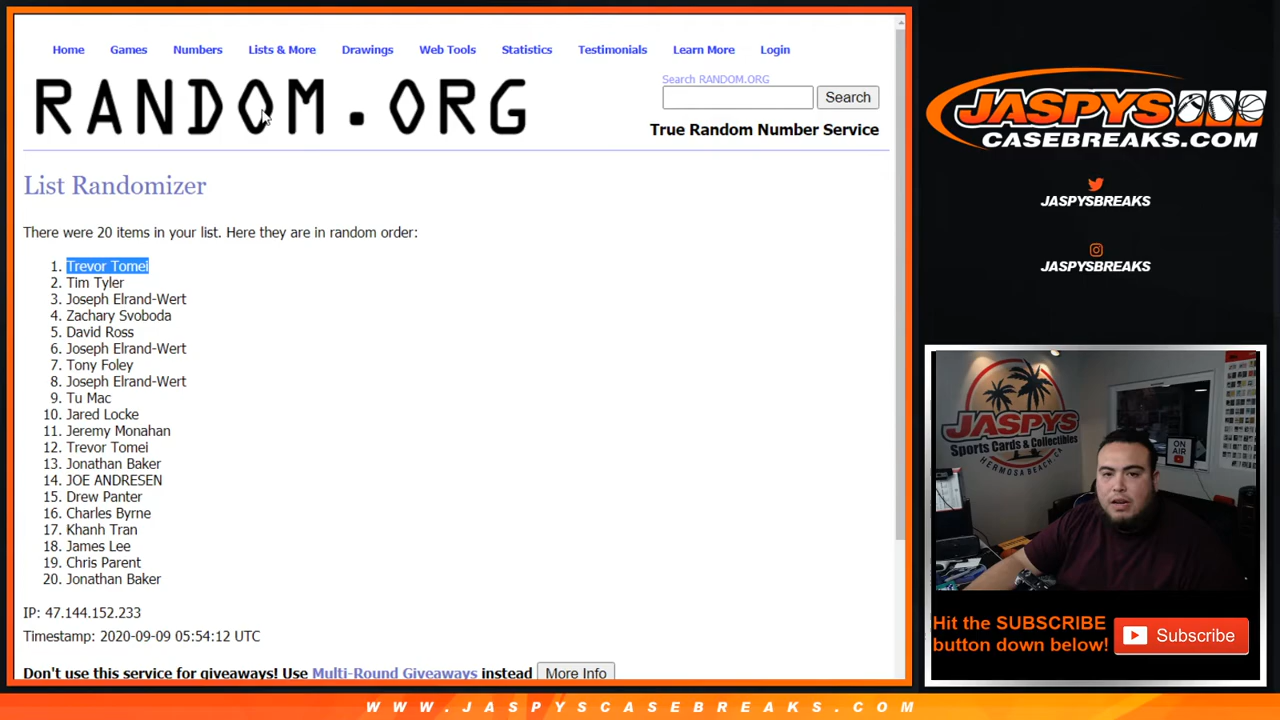 Home Games Numbers Lists & More Drawings Web Tools Statistics Testimonials Learn More Login
RANDOM.ORG
Search RANDOM.ORG
Search
True Random Number Service
List Randomizer
There were 20 items in your list. Here they are in random order:
1. Trevor Tomei
2. Tim Tyler
3. Joseph Elrand-Wert
4. Zachary Svoboda
5. David Ross
6. Joseph Elrand-Wert
7. Tony Foley
8. Joseph Elrand-Wert
9. Tu Mac
10. Jared Locke
11. Jeremy Monahan
12. Trevor Tomei
13. Jonathan Baker
14. JOE ANDRESEN
15. Drew Panter
16. Charles Byrne
17. Khanh Tran
18. James Lee
19. Chris Parent
20. Jonathan Baker
IP: 47.144.152.233
Timestamp: 2020-09-09 05:54:12 UTC
Don't use this service for giveaways! Use Multi-Round Giveaways instead More Info
JASPYS
CASEBREAKS.COM
JASPYSBREAKS
JASPYSBREAKS
JASPYS
Sports Cards & Collectibles
HERMOSA BEACH, CA
ON AIR
Hit the SUBSCRIBE
button down below!
Subscribe
WWW.JASPYSCASEBREAKS.COM